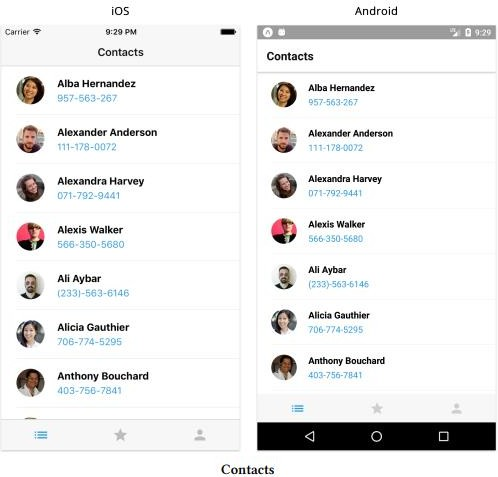 iOS
Carrier 9:29 PM
Contacts
Alba Hernandez
957-563-267
Alexander Anderson
111-178-0072
Alexandra Harvey
071-792-9441
Alexis Walker
566-350-5680
Ali Aybar
(233)-563-6146
Alicia Gauthier
706-774-5295
Anthony Bouchard
403-756-7841
Android
9:29
Contacts
Alba Hernandez
957-563-267
Alexander Anderson
111-178-0072
Alexandra Harvey
071-792-9441
Alexis Walker
566-350-5680
Ali Aybar
(233)-563-6146
Alicia Gauthier
706-774-5295
Anthony Bouchard
403-756-7841
Contacts